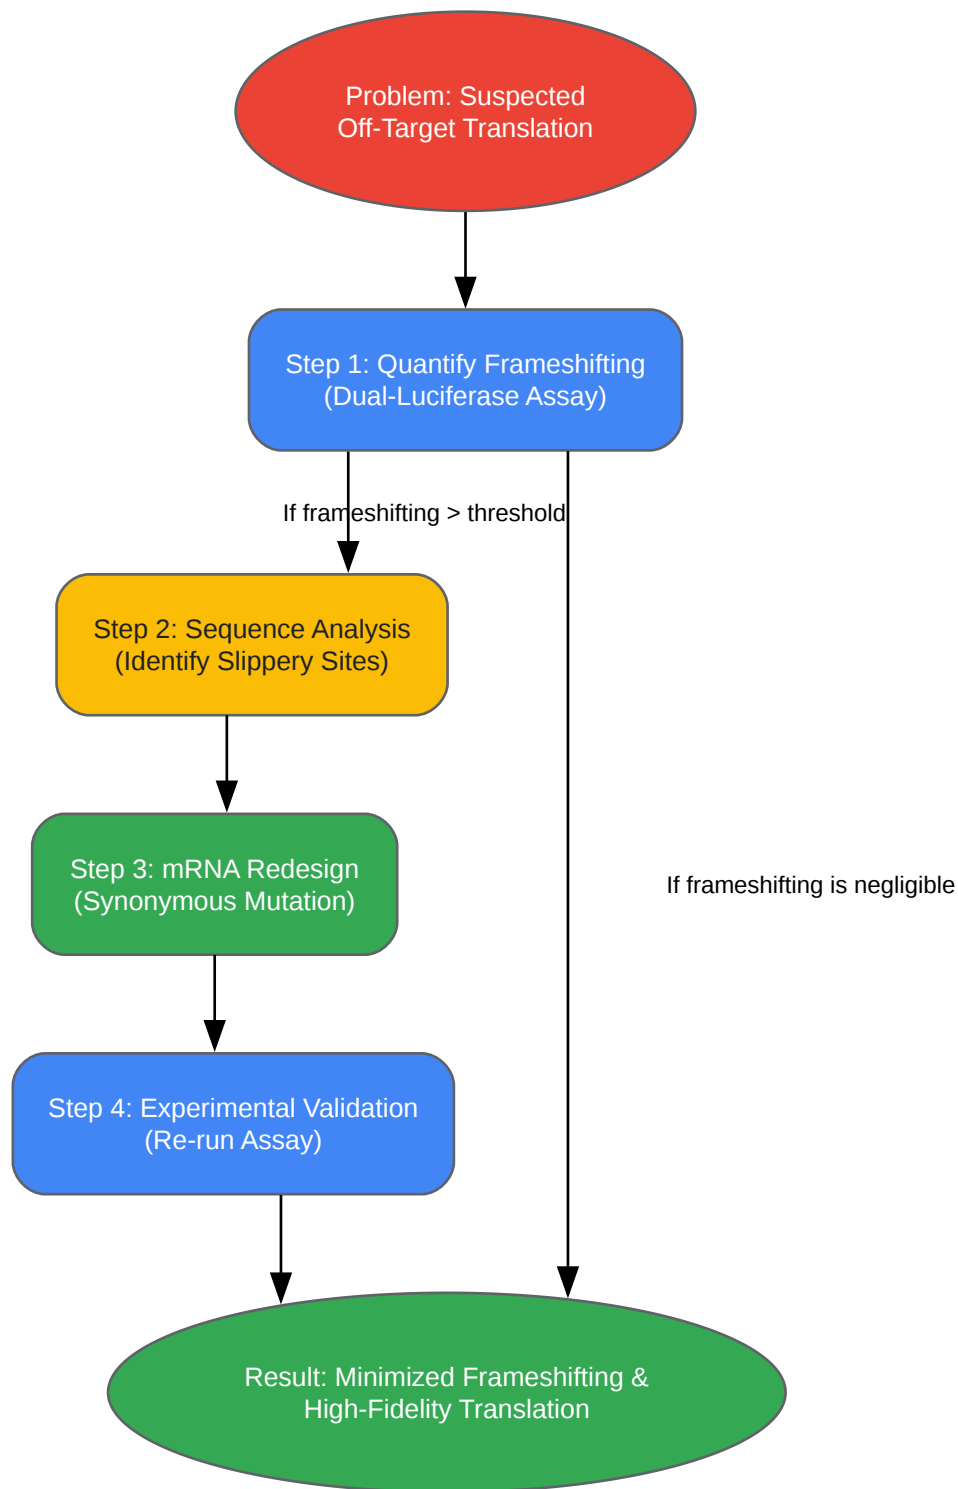 Problem: Suspected
Off-Target Translation
Step 1: Quantify Frameshifting
(Dual-Luciferase Assay)
If frameshifting > threshold
Step 2: Sequence Analysis
(Identify Slippery Sites)
Step 3: mRNA Redesign
(Synonymous Mutation)
If frameshifting is negligible
Step 4: Experimental Validation
(Re-run Assay)
Result: Minimized Frameshifting &
High-Fidelity Translation